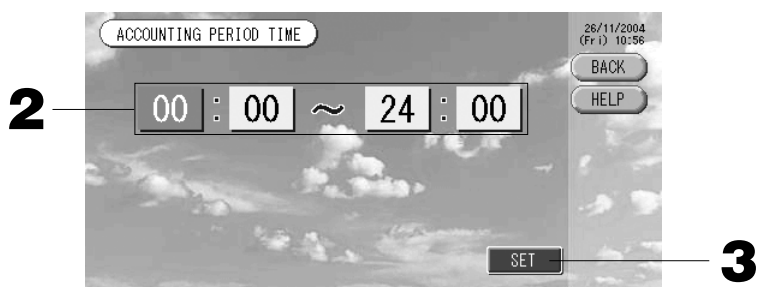 ACCOUNTING PERIOD TIME
26/11/2004
(Fri) 10:56
BACK
HELP
2
00 : 00 ~ 24 : 00
SET
3